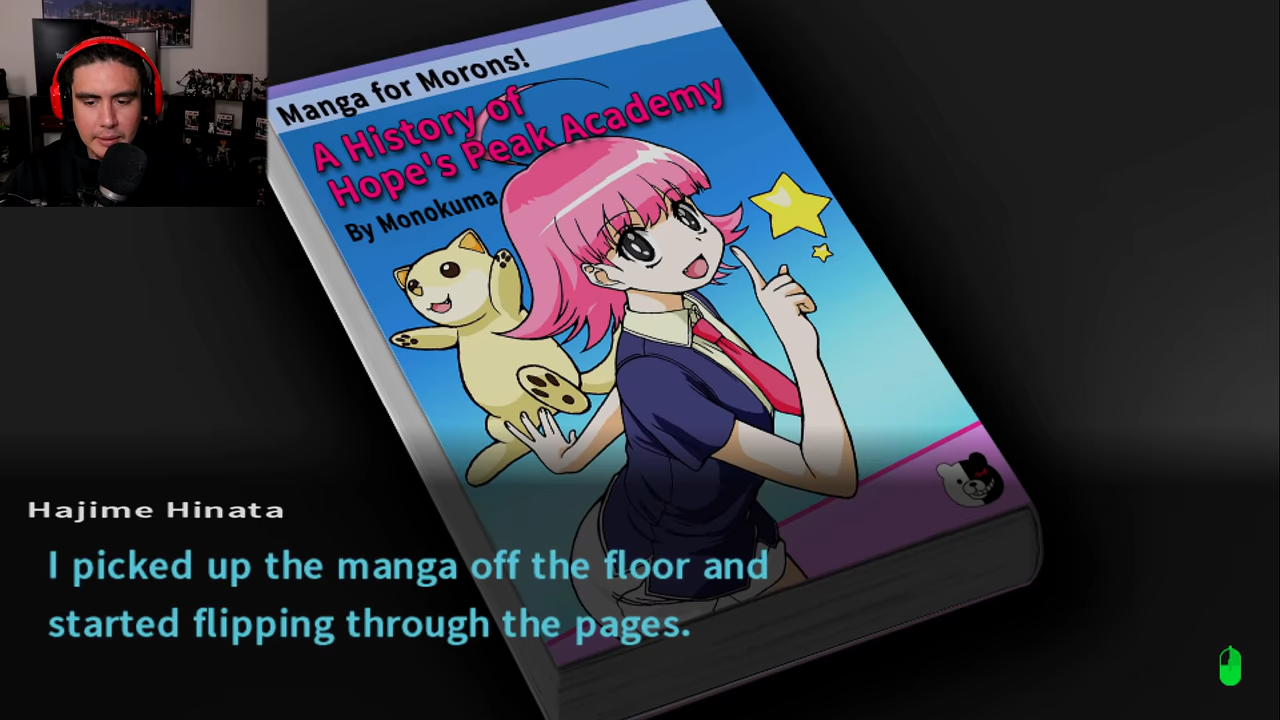 Manga for Morons!
A History of
Hope's Peak Academy
By Monokuma
Hajime Hinata
I picked up the manga off the floor and
started flipping through the pages.